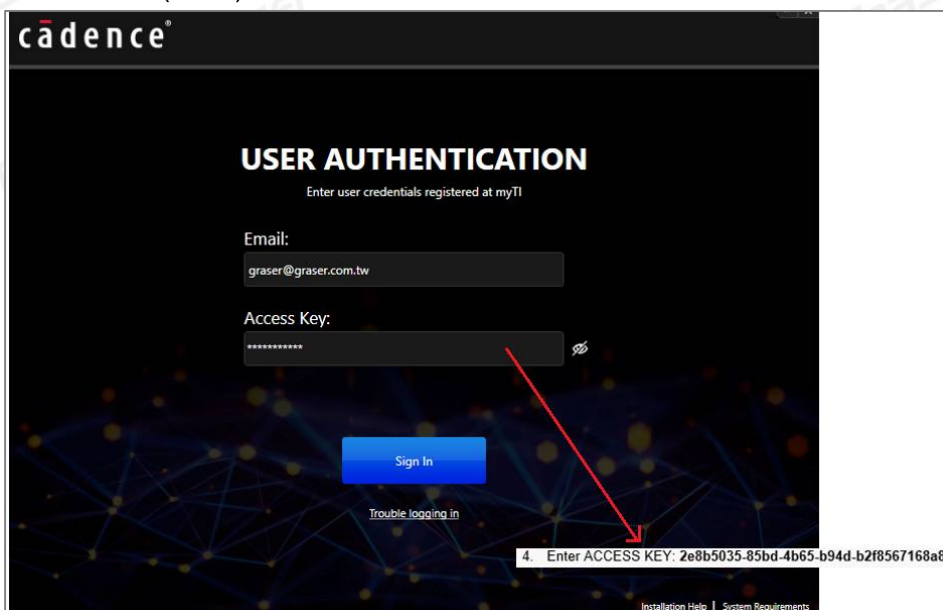 cādence®
USER AUTHENTICATION
Enter user credentials registered at myTI
Email:
graser@graser.com.tw
Access Key:
***********
Sign In
Trouble logging in
4. Enter ACCESS KEY: 2e8b5035-85bd-4b65-b94d-b2f8567168a8
Installation Help | System Requirements